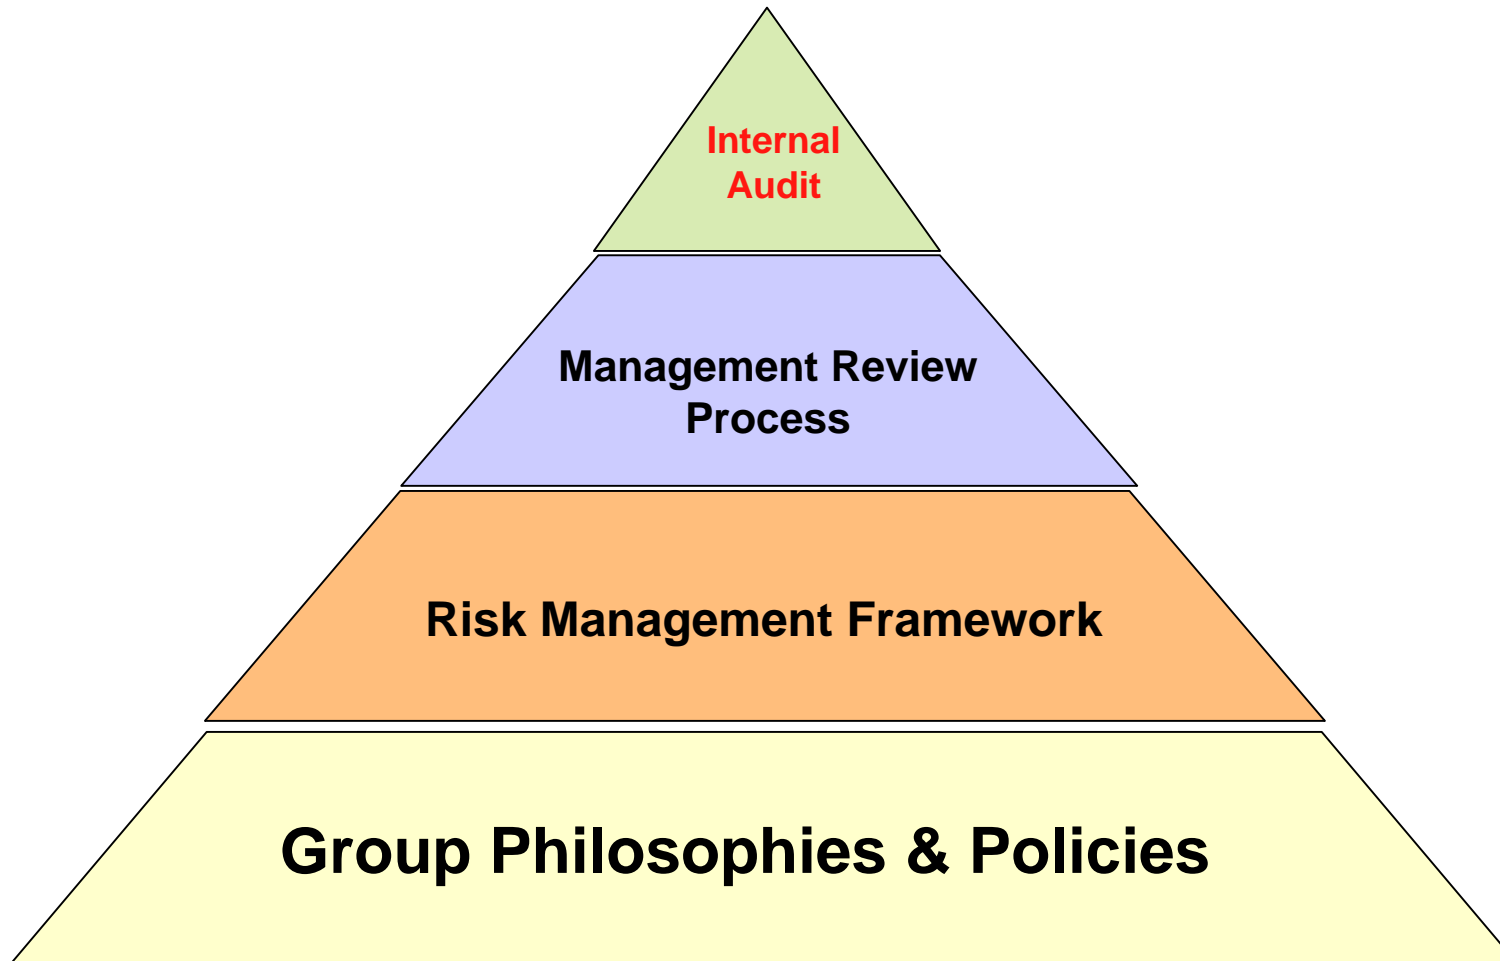 Internal
Audit
Management Review
Process
Risk Management Framework
Group Philosophies & Policies